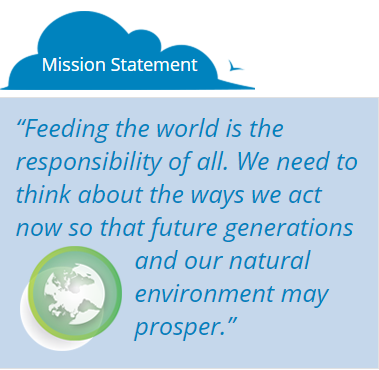 Mission Statement
“Feeding the world is the
responsibility of all. We need to
think about the ways we act
now so that future generations
and our natural
environment may
prosper.”